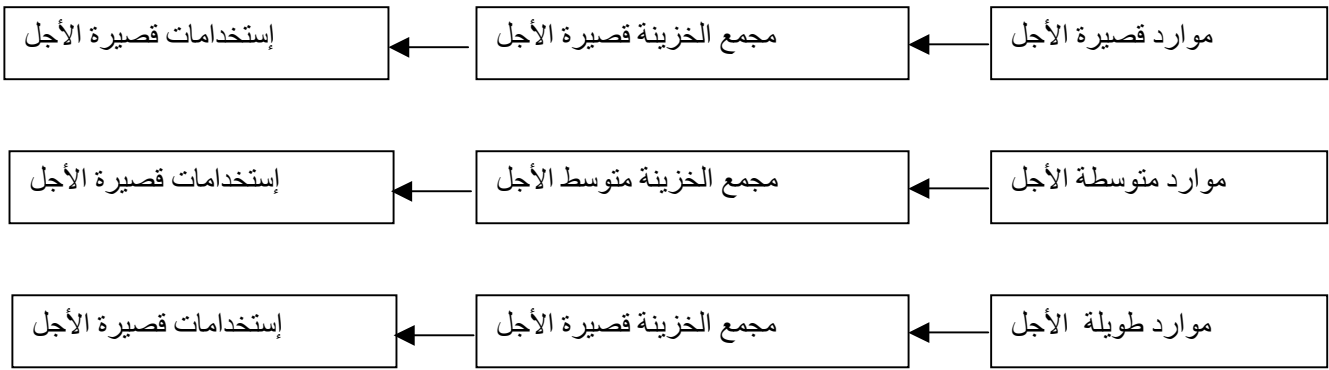 موارد قصيرة الأجل
مجمع الخزينة قصيرة الأجل
إستخدامات قصيرة الأجل
موارد متوسطة الأجل
مجمع الخزينة متوسط الأجل
إستخدامات قصيرة الأجل
موارد طويلة الأجل
مجمع الخزينة قصيرة الأجل
إستخدامات قصيرة الأجل